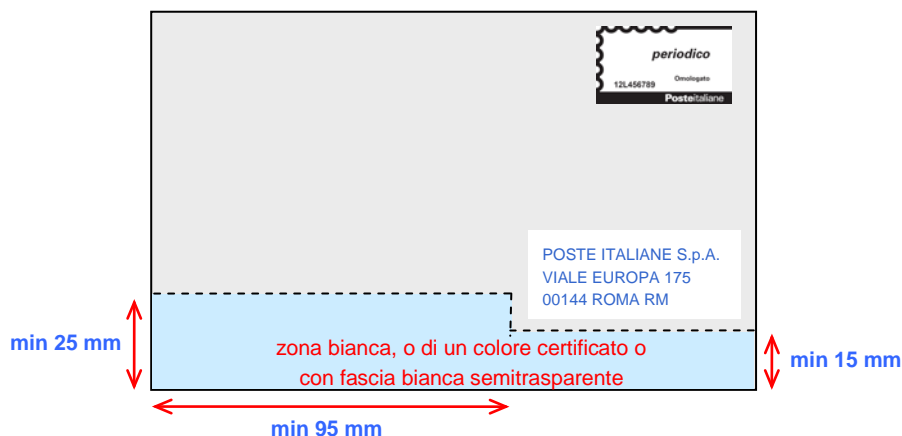 periodico
Omologato
12L456789
Posteitaliane
POSTE ITALIANE S.p.A.
VIALE EUROPA 175
00144 ROMA RM
min 25 mm
zona bianca, o di un colore certificato o
con fascia bianca semitrasparente
min 15 mm
min 95 mm